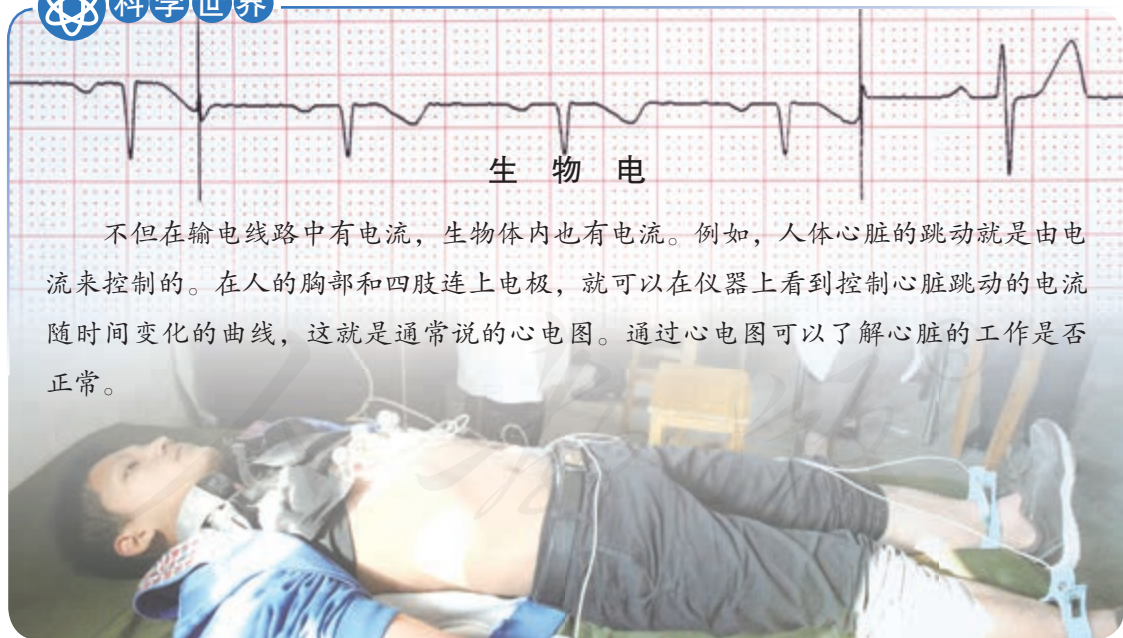 科学世界
生物电
不但在输电线路中有电流，生物体内也有电流。例如，人体心脏的跳动就是由电
流来控制的。在人的胸部和四肢连上电极，就可以在仪器上看到控制心脏跳动的电流
随时间变化的曲线，这就是通常说的心电图。通过心电图可以了解心脏的工作是否
正常。